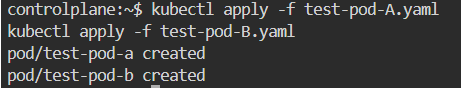 controlplane:~$ kubectl apply -f test-pod-A.yaml
kubectl apply -f test-pod-B.yaml
pod/test-pod-a created
pod/test-pod-b created